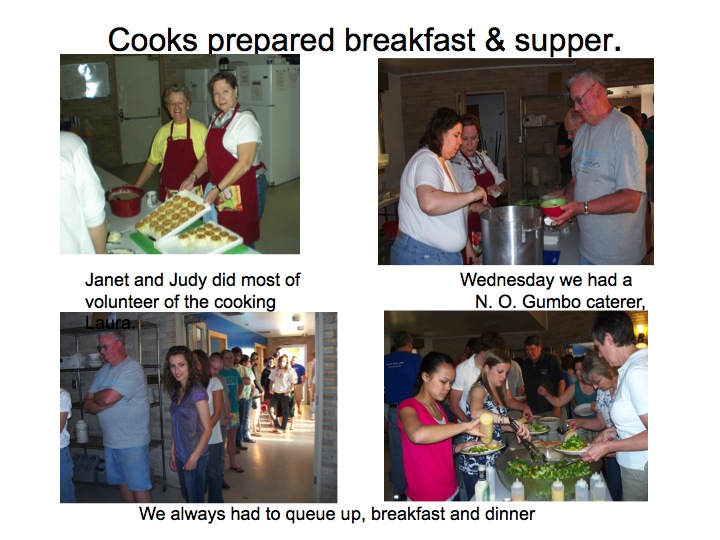 Cooks prepared breakfast & supper.
Janet and Judy did most of
volunteer of the cooking
Laura.
Wednesday we had a
N. O. Gumbo caterer,
We always had to queue up, breakfast and dinner